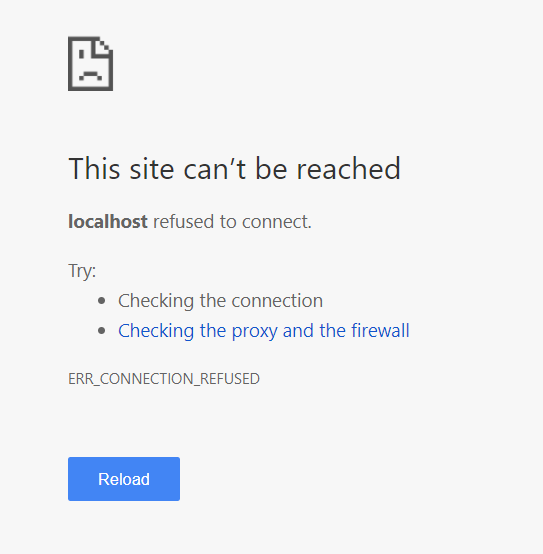 This site can’t be reached
localhost refused to connect.
Try:
Checking the connection
Checking the proxy and the firewall
ERR_CONNECTION_REFUSED
Reload